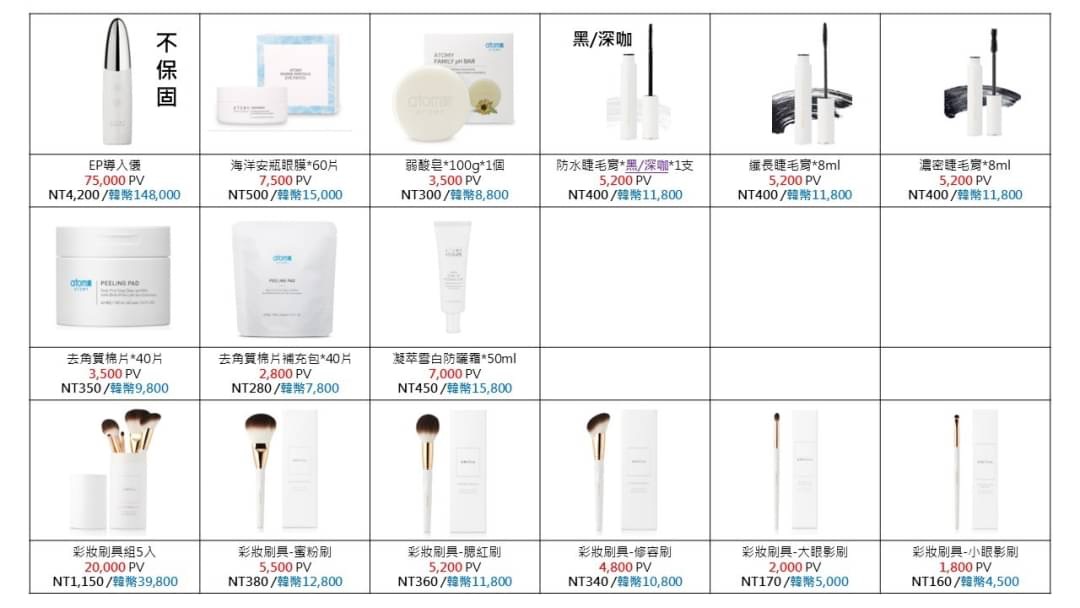 不
保
固
黑/深咖
atomy
ATOMY
FAMILY pH BAR
EP導入儀
75,000 PV
NT4,200 /韓幣148,000
海洋安瓶眼膜*60片
7,500 PV
NT500 /韓幣15,000
弱酸皂*100g*1個
3,500 PV
NT300 /韓幣8,800
防水睫毛膏*黑/深咖*1支
5,200 PV
NT400 /韓幣11,800
纖長睫毛膏*8ml
5,200 PV
NT400 /韓幣11,800
濃密睫毛膏*8ml
5,200 PV
NT400 /韓幣11,800
atomy
PEELING PAD
atomy
PEELING PAD
去角質棉片*40片
3,500 PV
NT350 /韓幣9,800
去角質棉片補充包*40片
2,800 PV
NT280 /韓幣7,800
凝萃雪白防曬霜*50ml
7,000 PV
NT450 /韓幣15,800
彩妝刷具組5入
20,000 PV
NT1,150 /韓幣39,800
彩妝刷具-蜜粉刷
5,500 PV
NT380 /韓幣12,800
彩妝刷具-腮紅刷
5,200 PV
NT360 /韓幣11,800
彩妝刷具-修容刷
4,800 PV
NT340 /韓幣10,800
彩妝刷具-大眼影刷
2,000 PV
NT170 /韓幣5,000
彩妝刷具-小眼影刷
1,800 PV
NT160 /韓幣4,500